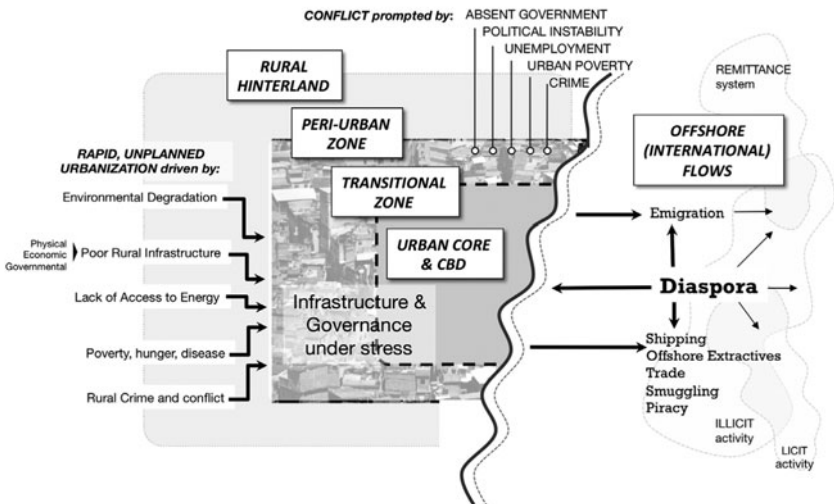 CONFLICT prompted by:
ABSENT GOVERNMENT
POLITICAL INSTABILITY
UNEMPLOYMENT
URBAN POVERTY
CRIME
RURAL
HINTERLAND
REMITTANCE
system
PERI-URBAN
ZONE
OFFSHORE
(INTERNATIONAL)
FLOWS
RAPID, UNPLANNED
URBANIZATION driven by:
TRANSITIONAL
ZONE
Environmental Degradation
Emigration
URBAN CORE
& CBD
Physical
Economic
Governmental
Poor Rural Infrastructure
Diaspora
Lack of Access to Energy
Infrastructure &
Governance
under stress
Poverty, hunger, disease
Shipping
Offshore Extractives
Trade
Smuggling
Piracy
Rural Crime and conflict
ILLICIT
activity
LICIT
activity